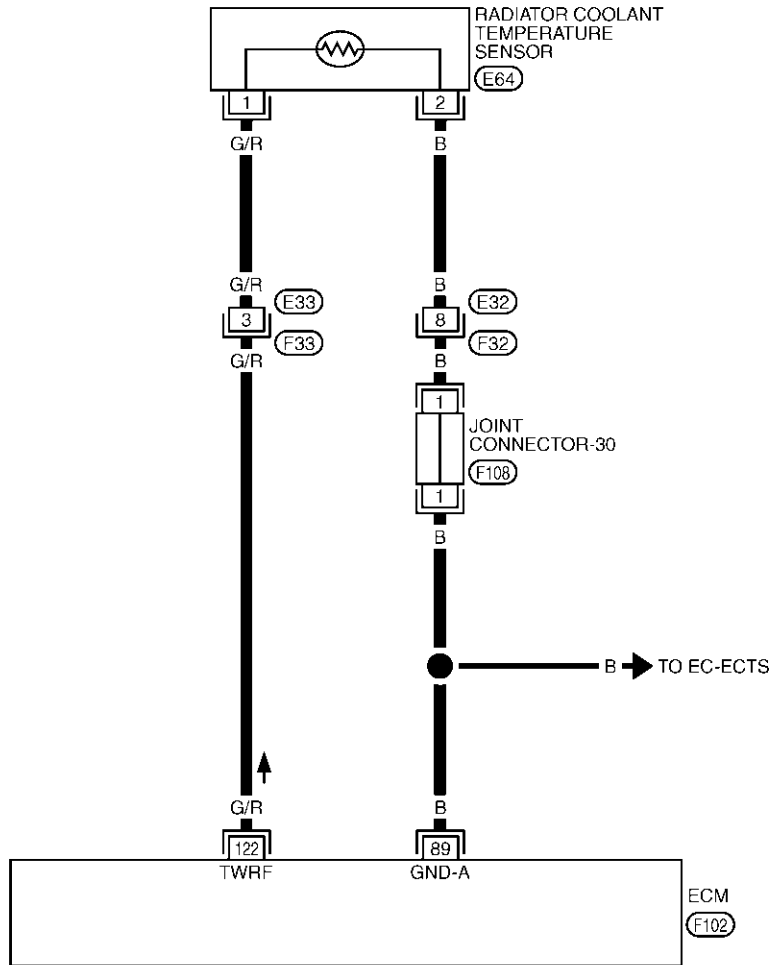 RADIATOR COOLANT
TEMPERATURE
SENSOR
E64
1 2
G/R B
G/R B
E33 E32
3 8
F33 F32
G/R B
1
JOINT
CONNECTOR-30
F108
1
B
B TO EC-ECTS
G/R B
122 89
TWRF GND-A
ECM
F102